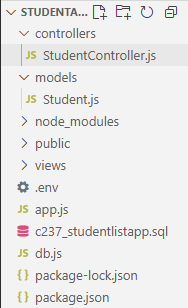 STUDENTA...
controllers
JS StudentController.js
models
JS Student.js
node_modules
public
views
.env
JS app.js
c237_studentlistapp.sql
JS db.js
{} package-lock.json
{} package.json